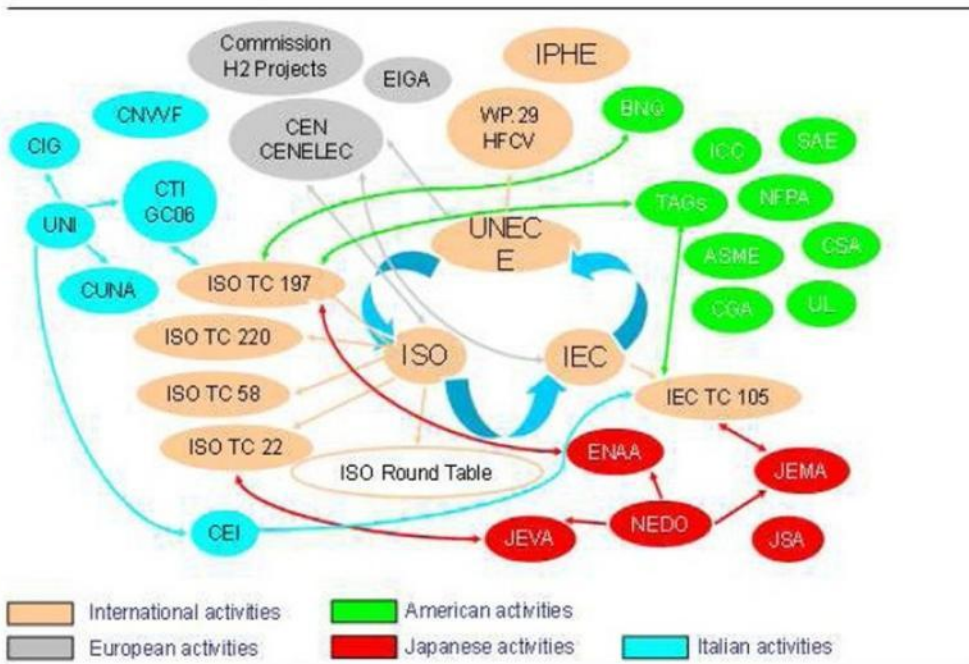 Commission
H2 Projects
EIGA
IPHE
CNVVF
CEN
CENELEC
WP.29
HFCV
BNQ
CIG
ICC
SAE
CTI
GC06
TAGs
NFPA
UNI
UNEC
E
ASME
CSA
CUNA
ISO TC 197
CGA
UL
ISO TC 220
ISO
IEC
ISO TC 58
IEC TC 105
ISO TC 22
ENAA
ISO Round Table
JEMA
CEI
JEVA
NEDO
JSA
International activities
American activities
European activities
Japanese activities
Italian activities